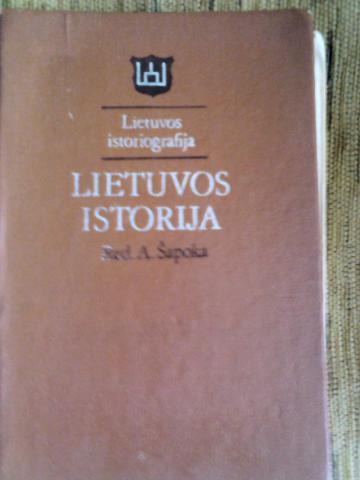 Lietuvos
istoriografija
LIETUVOS
ISTORIJA
Red. A. Šapoka